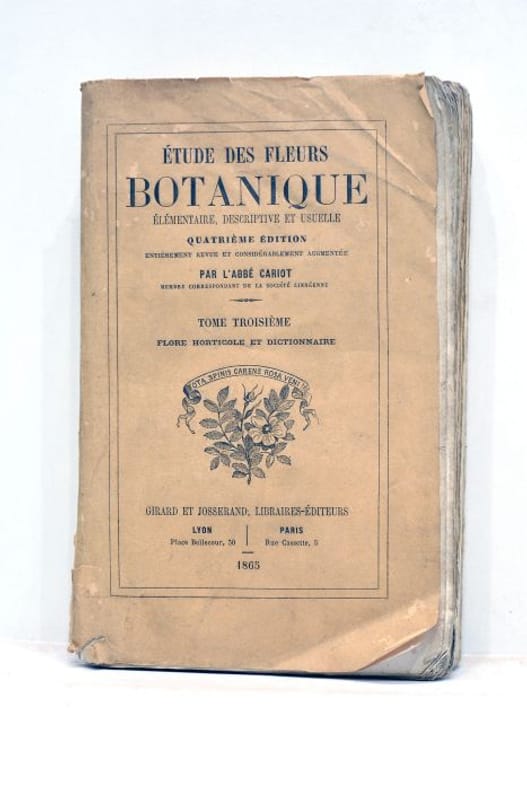 ÉTUDE DES FLEURS
BOTANIQUE
ÉLÉMENTAIRE, DESCRIPTIVE ET USUELLE
QUATRIÈME ÉDITION
ENTIÈREMENT REVUE ET CONSIDÉRABLEMENT AUGMENTÉE
PAR L'ABBÉ CARIOT
MEMBRE CORRESPONDANT DE LA SOCIÉTÉ LINNÉENNE
TOME TROISIÈME
FLORE HORTICOLE ET DICTIONNAIRE
OTA SPINIS CARENS ROSA VENI
GIRARD ET JOSSERAND, LIBRAIRES-ÉDITEURS
LYON
Place Bellecour, 30
PARIS
Rue Cassette, 5
1865